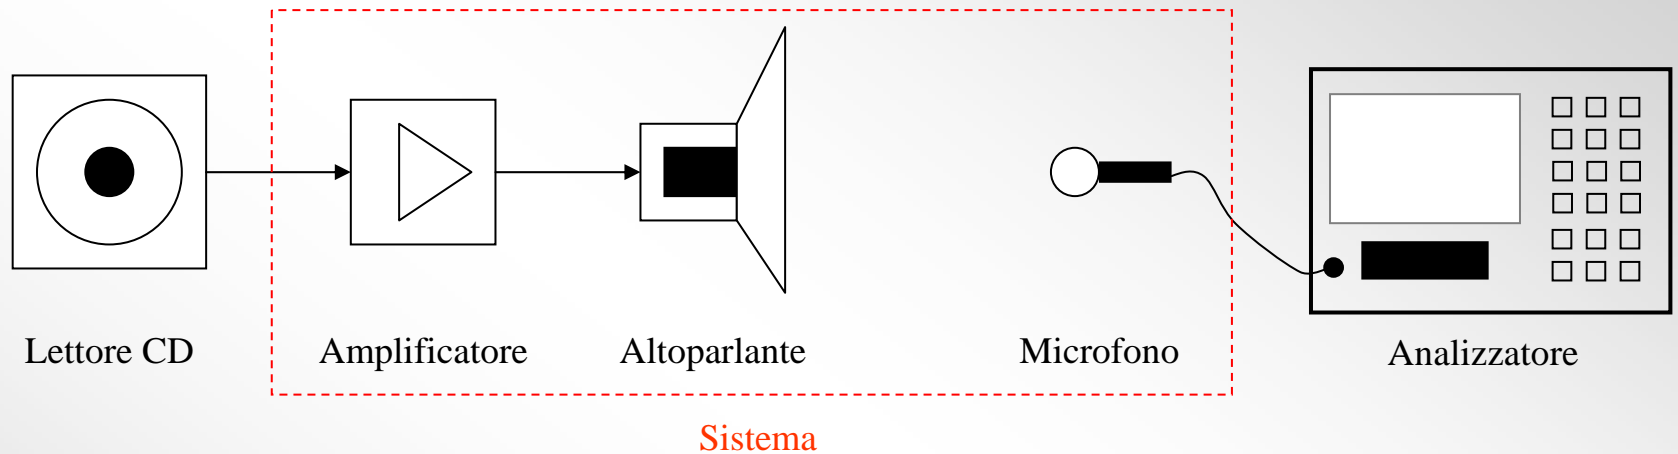 Lettore CD
Amplificatore
Altoparlante
Microfono
Analizzatore
Sistema